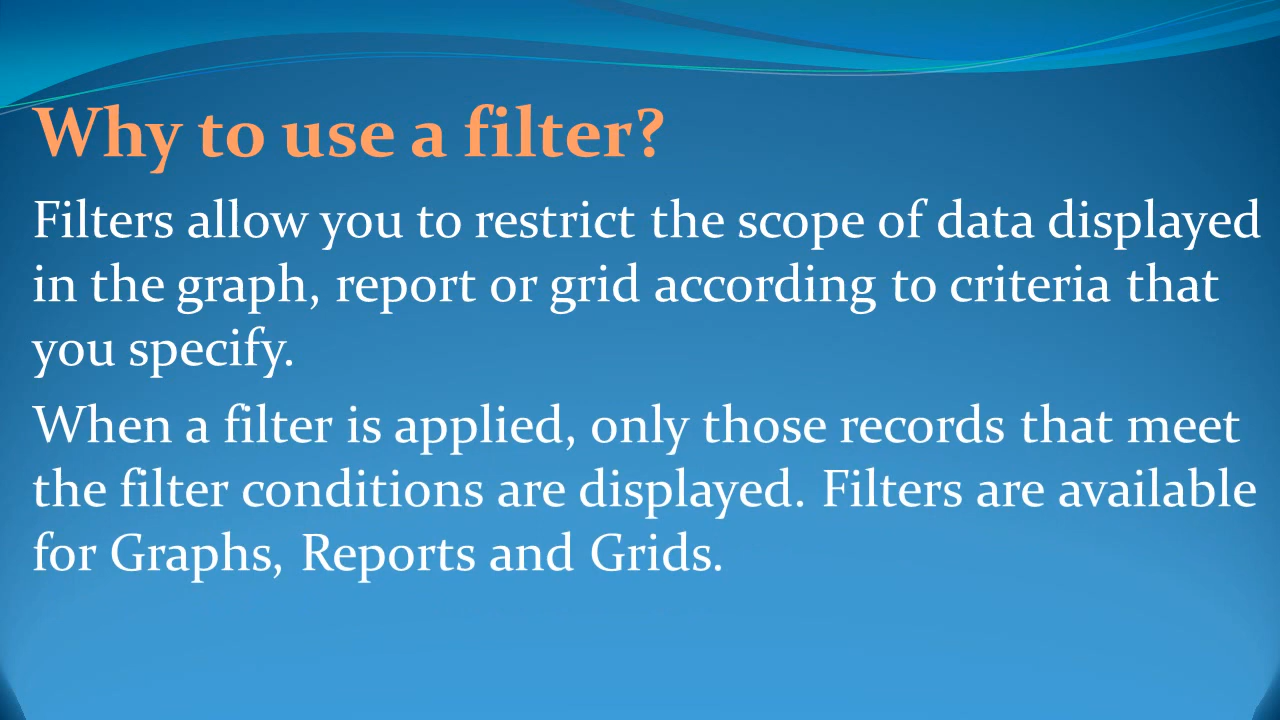 Why to use a filter?
Filters allow you to restrict the scope of data displayed
in the graph, report or grid according to criteria that
you specify.
When a filter is applied, only those records that meet
the filter conditions are displayed. Filters are available
for Graphs, Reports and Grids.